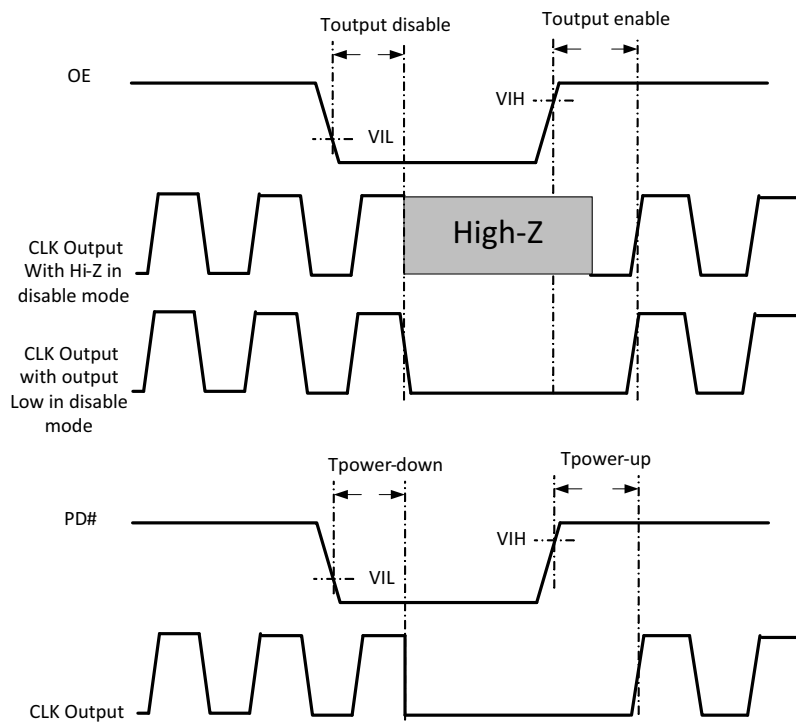 Toutput disable
Toutput enable
OE
VIH
VIL
High-Z
CLK Output
With Hi-Z in
disable mode
CLK Output
with output
Low in disable
mode
Tpower-down
Tpower-up
PD#
VIH
VIL
CLK Output